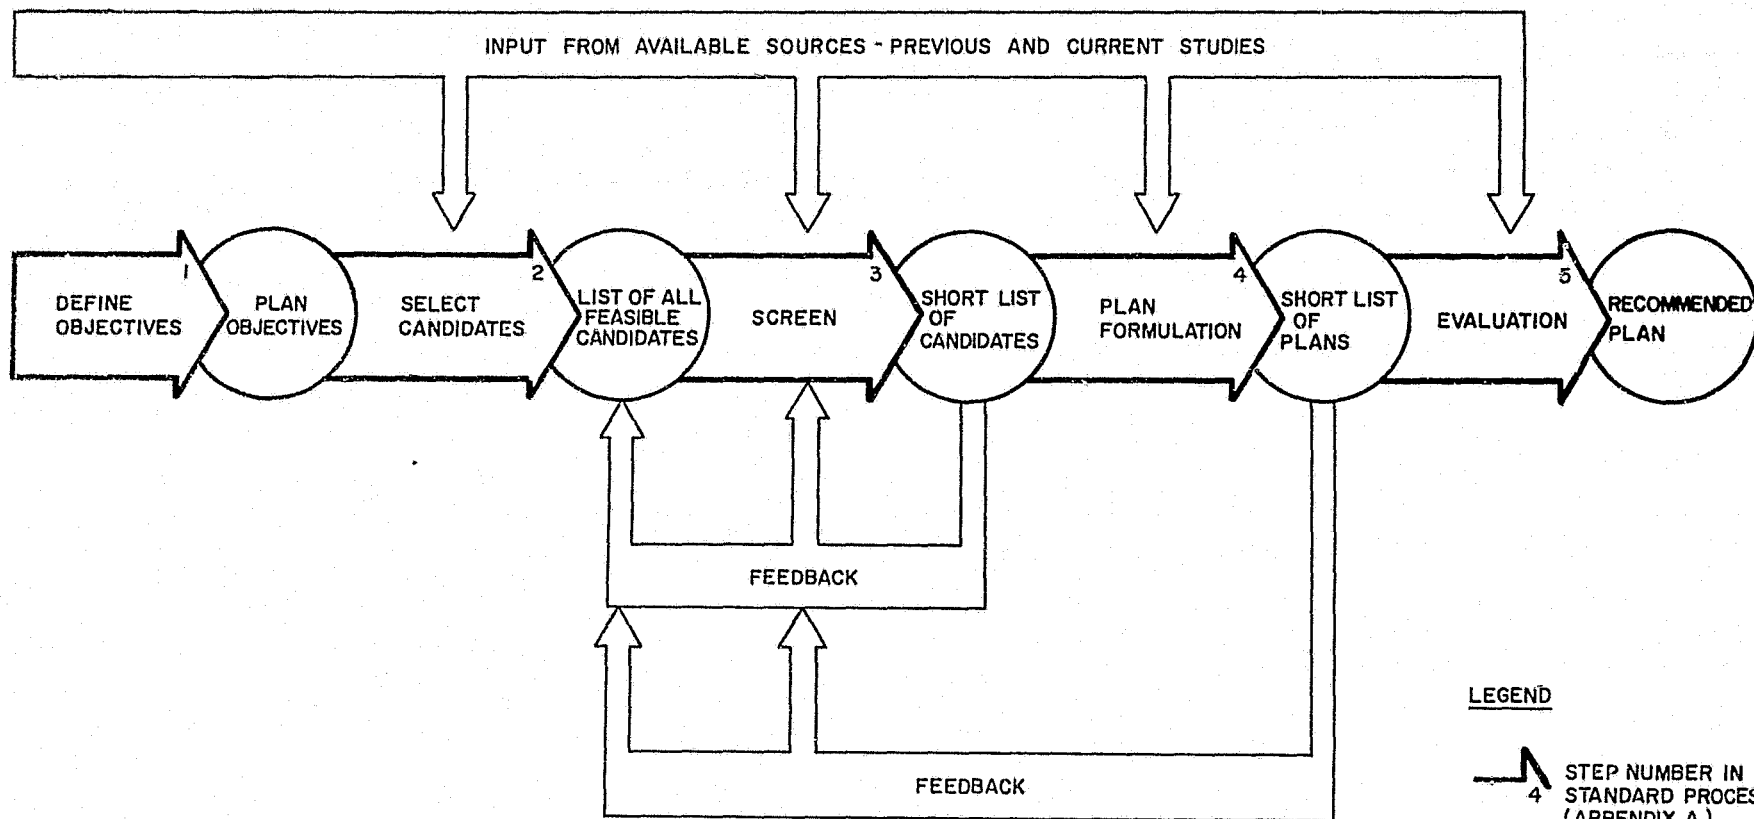 INPUT FROM AVAILABLE SOURCES - PREVIOUS AND CURRENT STUDIES
1
DEFINE
OBJECTIVES
PLAN
OBJECTIVES
2
SELECT
CANDIDATES
LIST OF ALL
FEASIBLE
CANDIDATES
3
SCREEN
SHORT LIST
OF
CANDIDATES
4
PLAN
FORMULATION
SHORT LIST
OF
PLANS
5
EVALUATION
RECOMMENDED
PLAN
FEEDBACK
FEEDBACK
LEGEND
4
STEP NUMBER IN
STANDARD PROCES
(APPENDIX A)